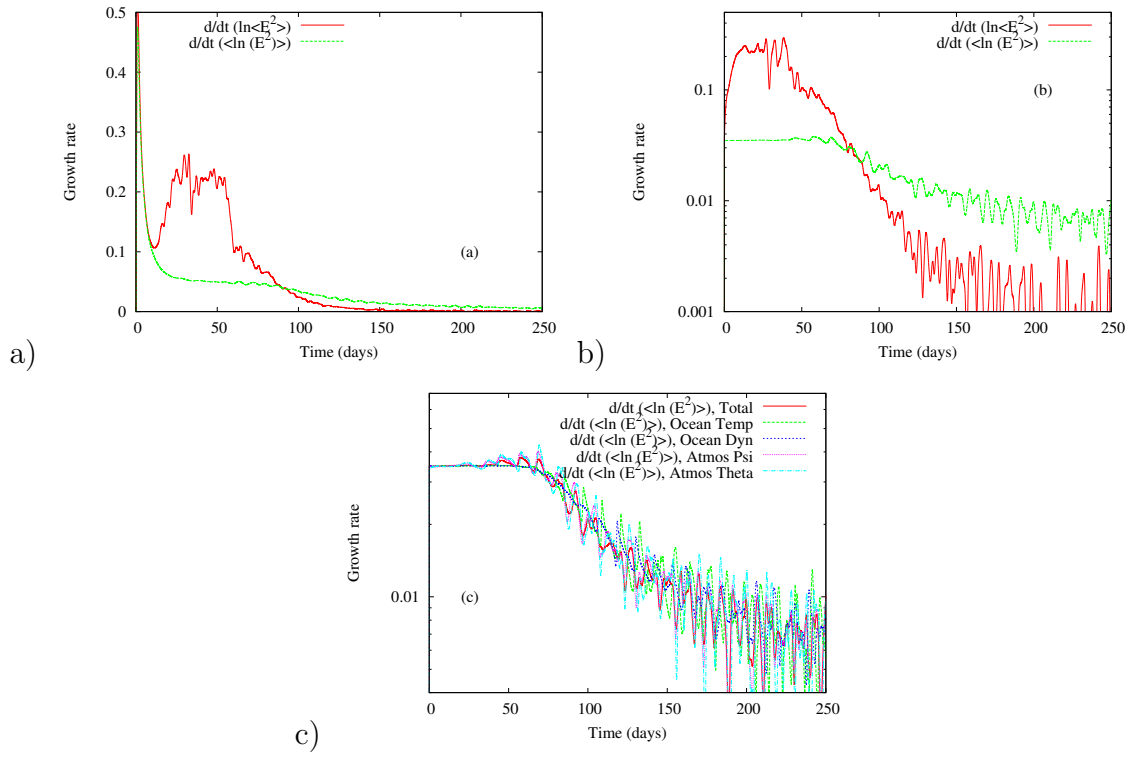 d/dt (ln<E²>)
d/dt (<ln (E²)>)
Growth rate
0.5
0.4
0.3
0.2
0.1
0
(a)
0 50 100 150 200 250
Time (days)
a)
d/dt (ln<E²>)
d/dt (<ln (E²)>)
Growth rate
0.1
0.01
0.001
(b)
0 50 100 150 200 250
Time (days)
b)
d/dt (<ln (E²)>), Total
d/dt (<ln (E²)>), Ocean Temp
d/dt (<ln (E²)>), Ocean Dyn
d/dt (<ln (E²)>), Atmos Psi
d/dt (<ln (E²)>), Atmos Theta
Growth rate
0.01
(c)
0 50 100 150 200 250
Time (days)
c)